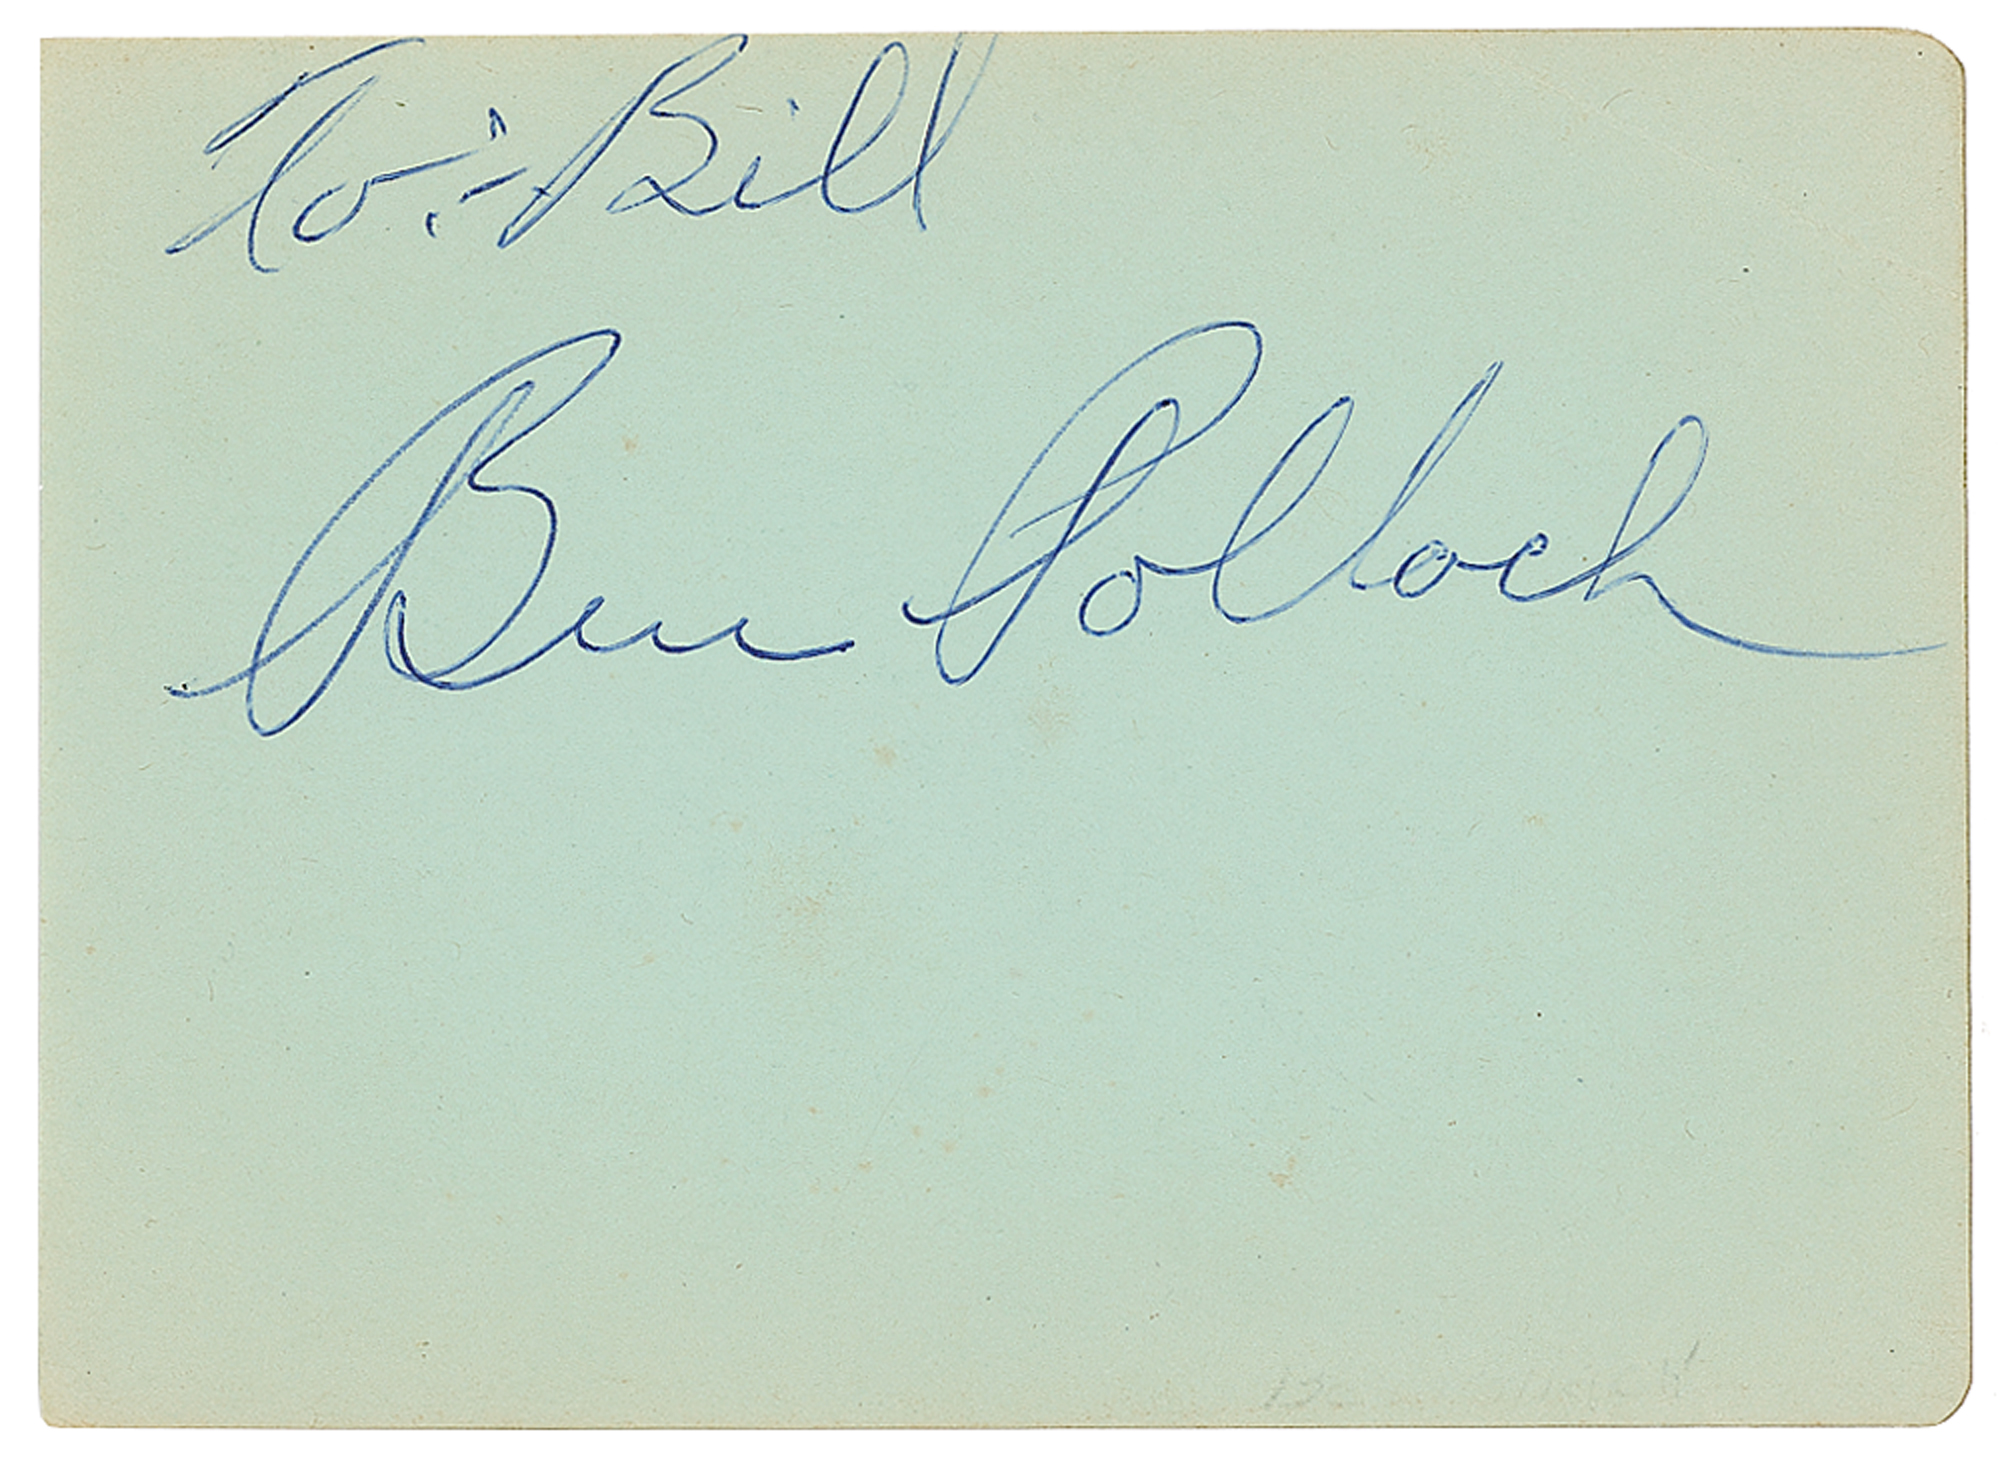 To:- Bill
Ben Pollack